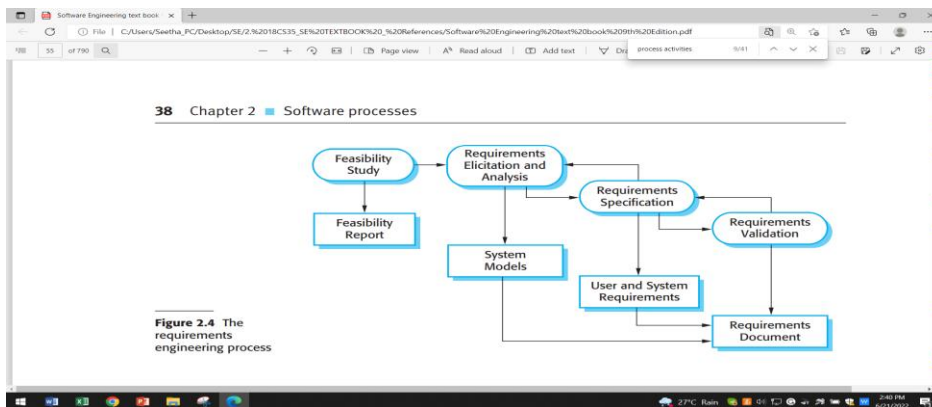 Software Engineering text book
File | C:/Users/Seetha_PC/Desktop/SE/2.%2018CS35_SE%20TEXTBOOK%20_%20References/Software%20Engineering%20text%20book%209th%20Edition.pdf
55 of 790 Page view Read aloud Add text process activities 9/41
38 Chapter 2 Software processes
Feasibility
Study
Requirements
Elicitation and
Analysis
Requirements
Specification
Requirements
Validation
Feasibility
Report
System
Models
User and System
Requirements
Requirements
Document
Figure 2.4 The
requirements
engineering process
27°C Rain 2:40 PM
6/21/2022